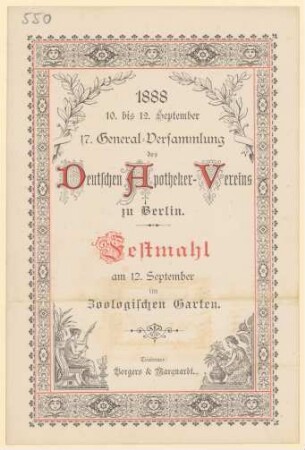 550
1888
10. bis 12. September
17. General-Versammlung
des
Deutschen Apotheker-Vereins
zu Berlin.
Festmahl
am 12. September
im
Zoologischen Garten.
Borgers & Marquardt.